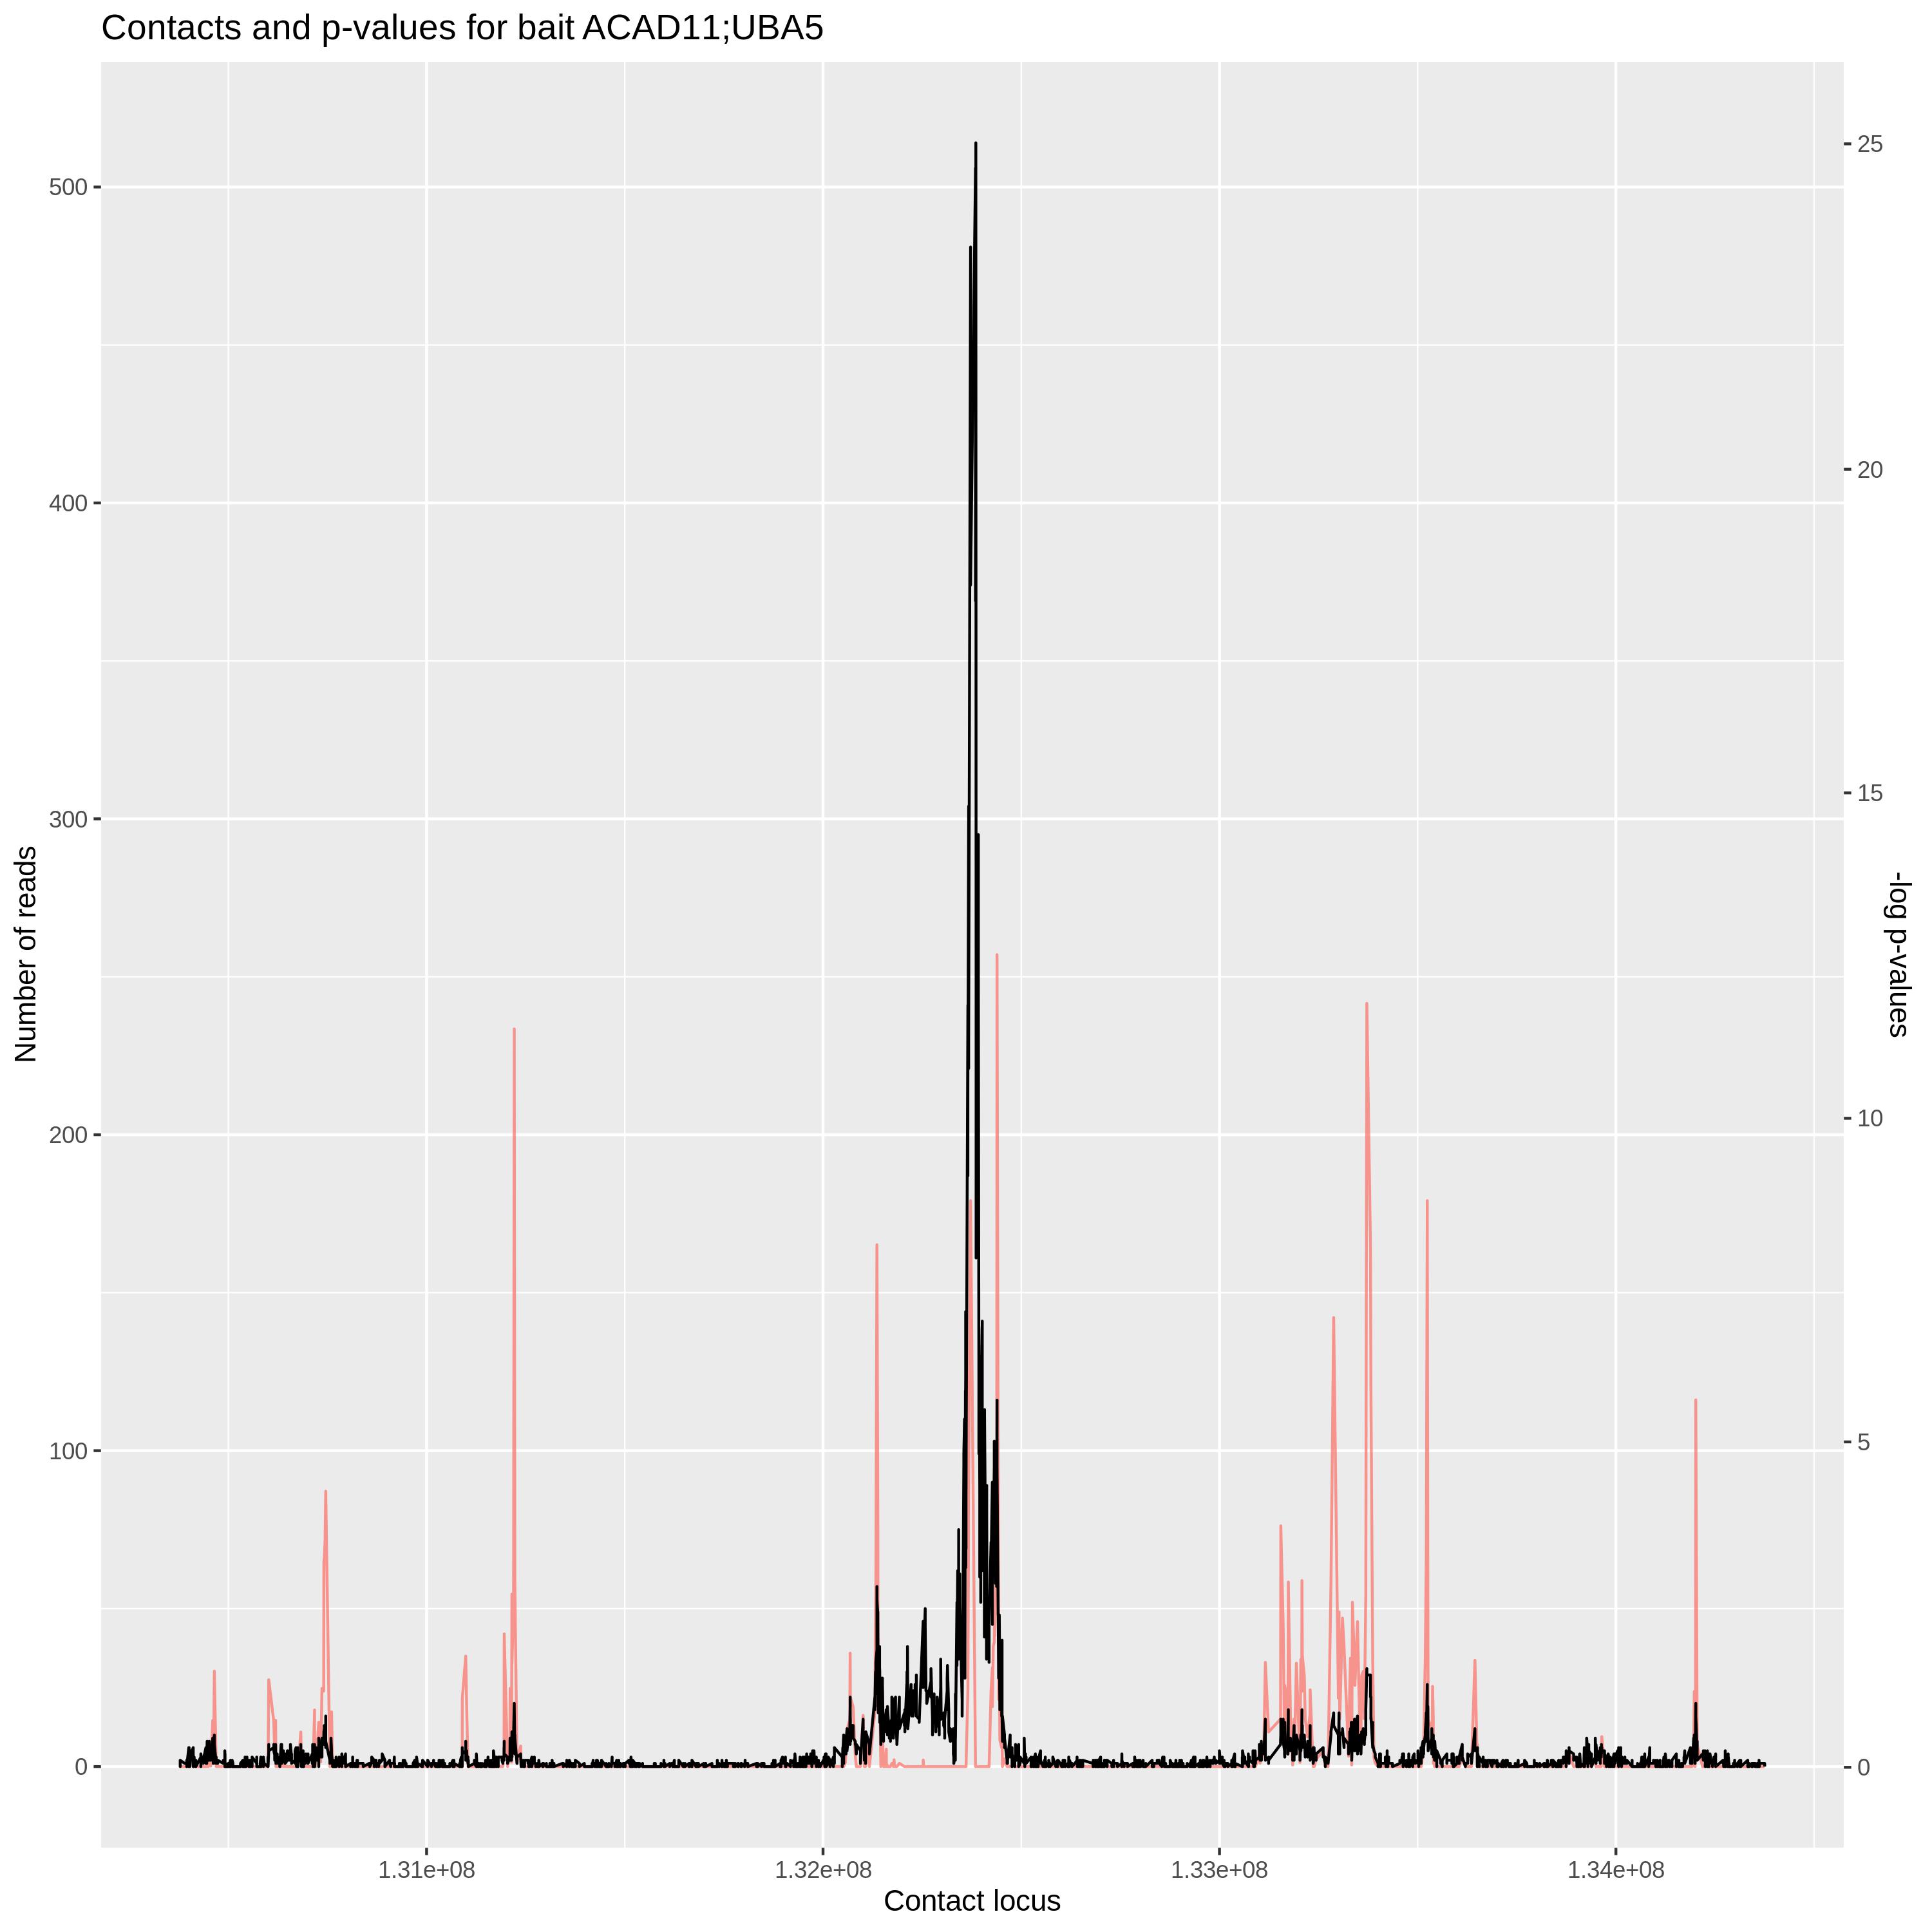 Contacts and p-values for bait ACAD11;UBA5
500
400
300
200
100
0
Number of reads
25
20
15
10
5
0
-log p-values
1.31e+08
1.32e+08
1.33e+08
1.34e+08
Contact locus